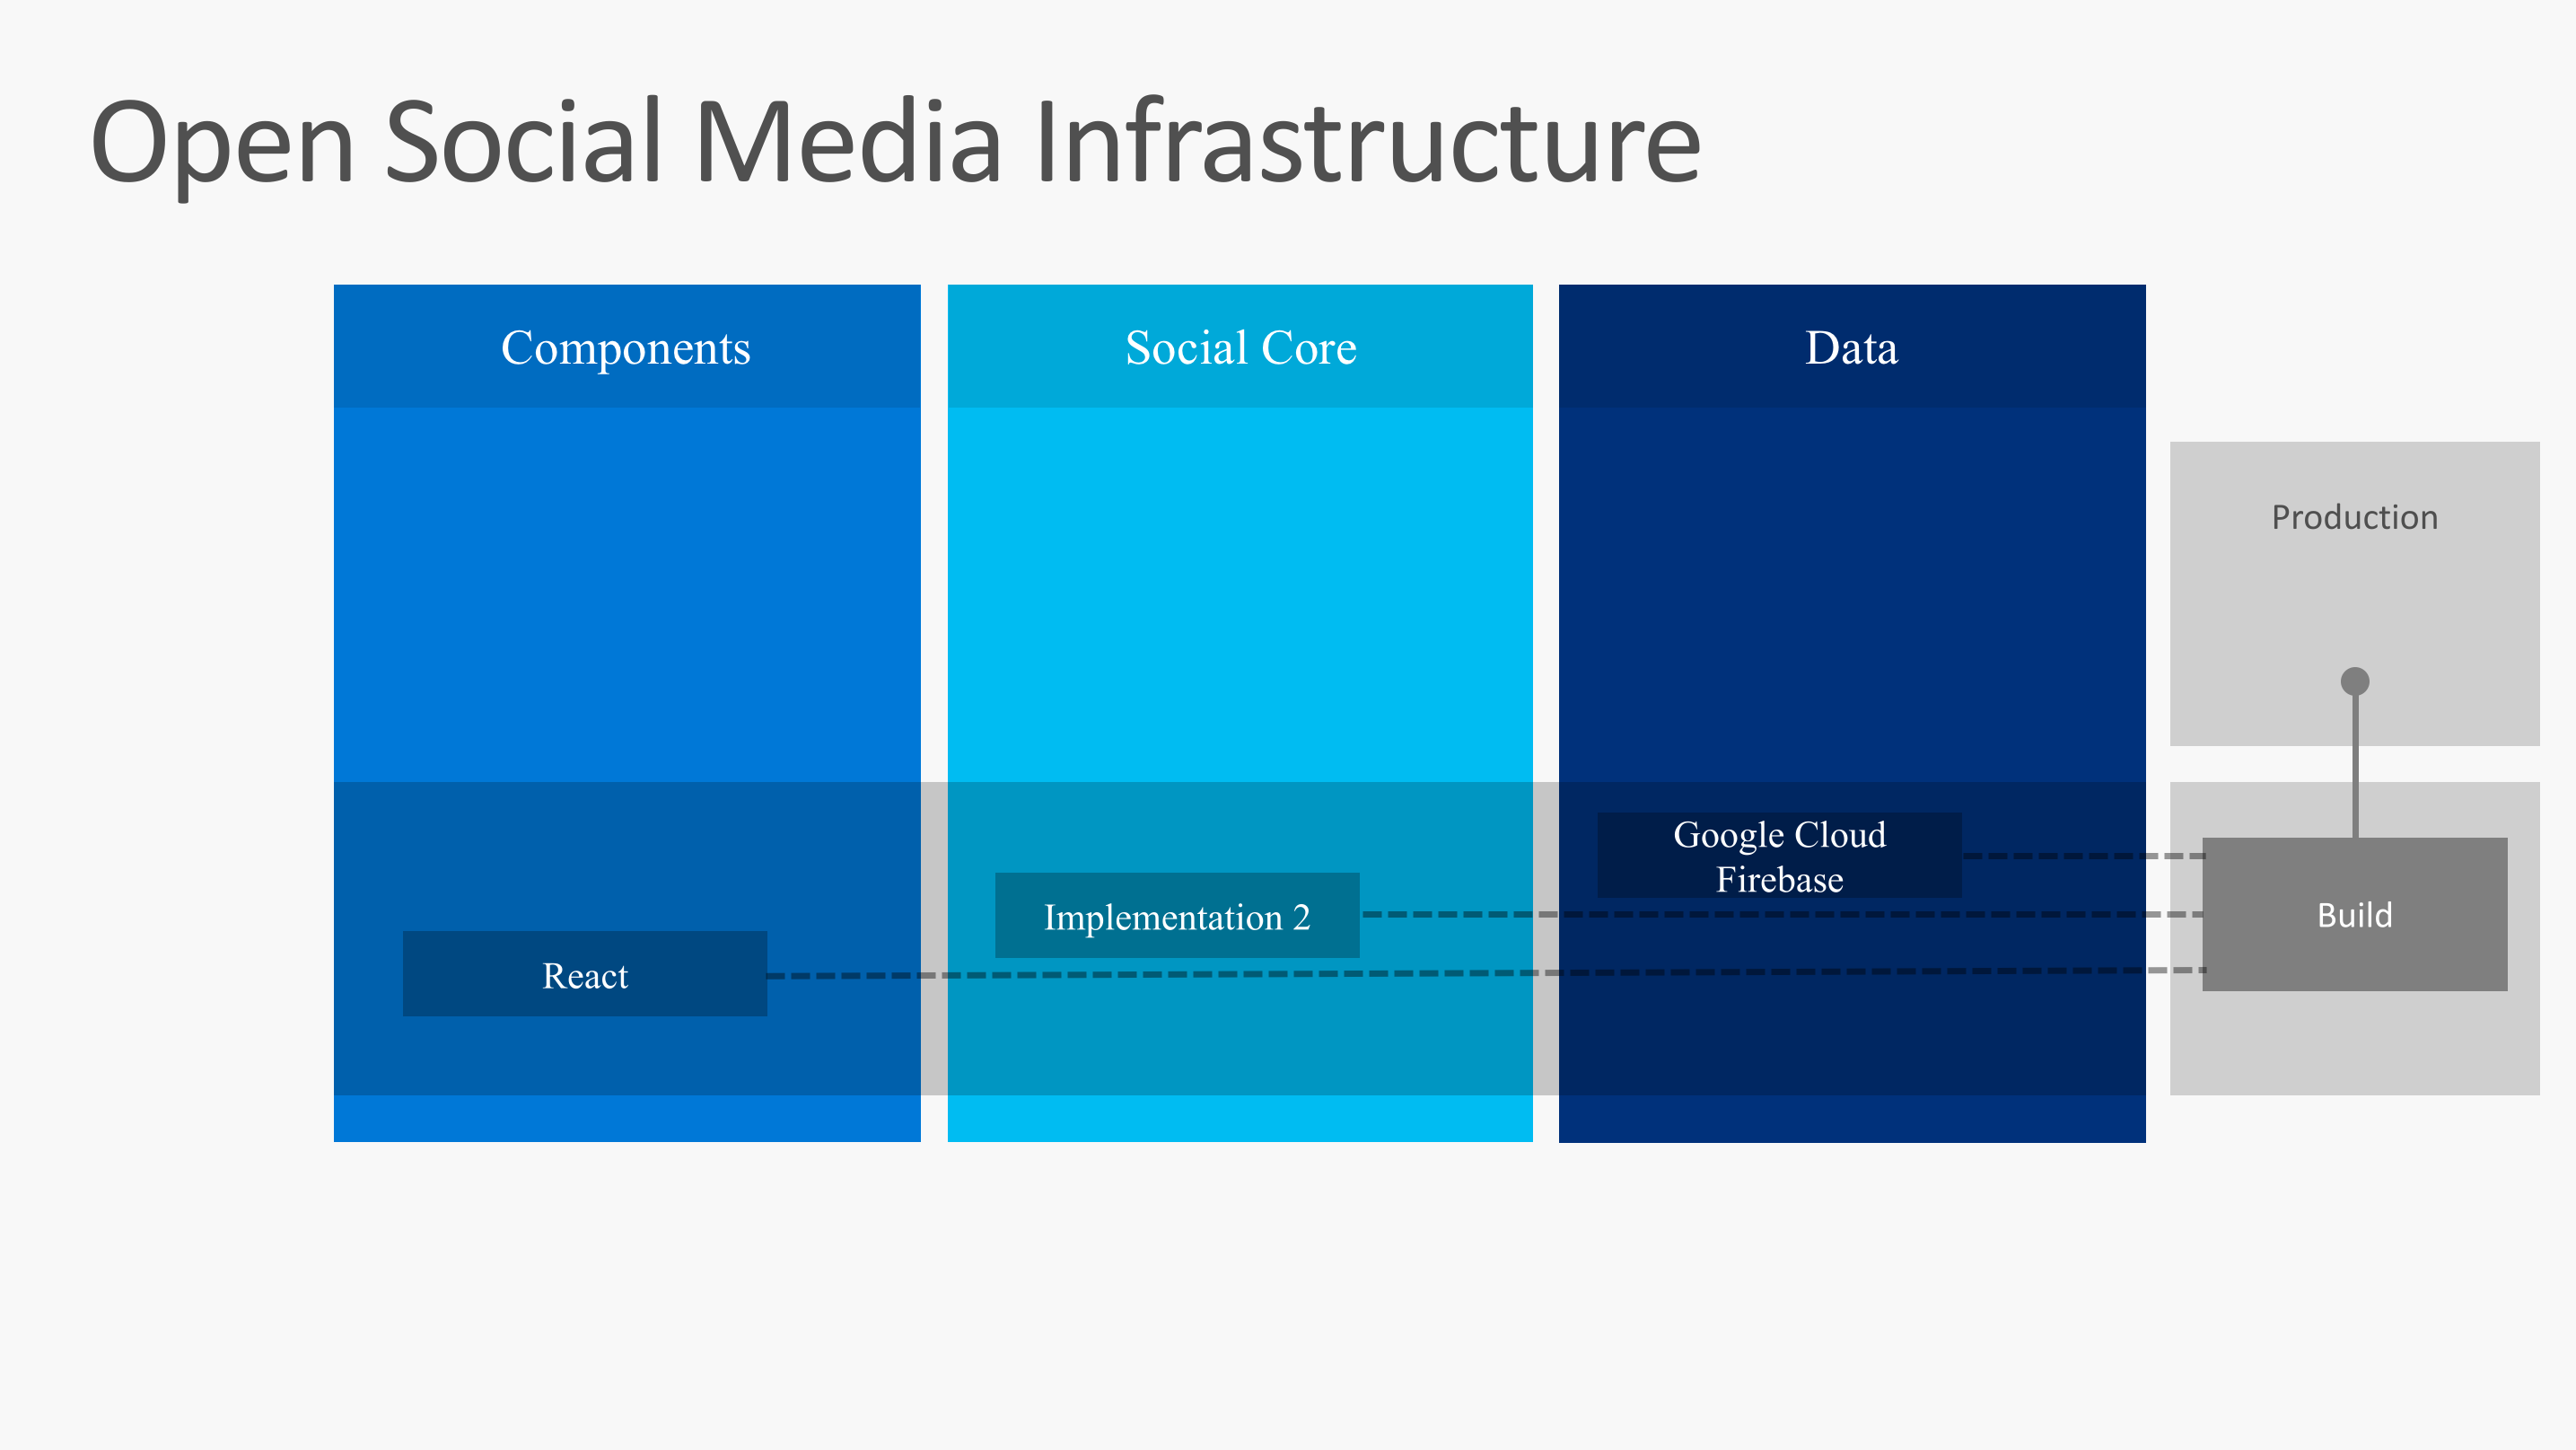 Open Social Media Infrastructure
Components
Social Core
Data
Production
Google Cloud
Firebase
Implementation 2
Build
React